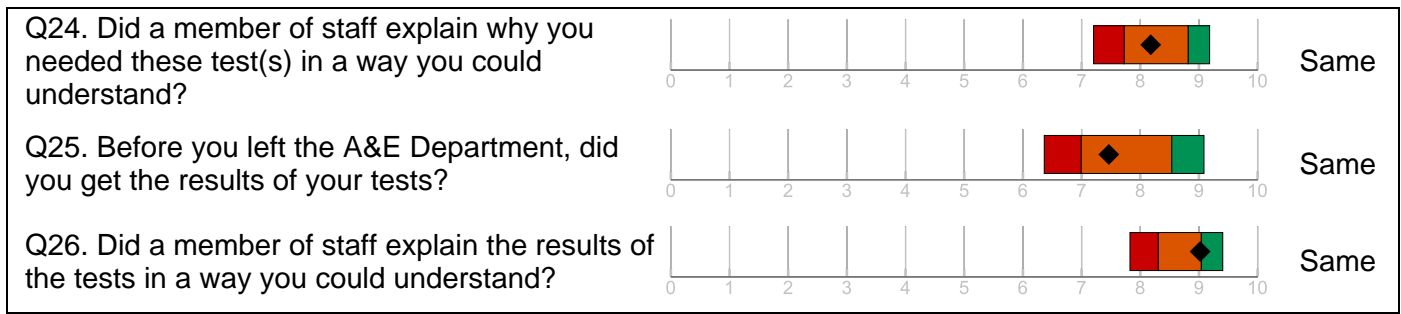 Q24. Did a member of staff explain why you
needed these test(s) in a way you could
understand?
0 1 2 3 4 5 6 7 8 9 10
Same
Q25. Before you left the A&E Department, did
you get the results of your tests?
0 1 2 3 4 5 6 7 8 9 10
Same
Q26. Did a member of staff explain the results of
the tests in a way you could understand?
0 1 2 3 4 5 6 7 8 9 10
Same